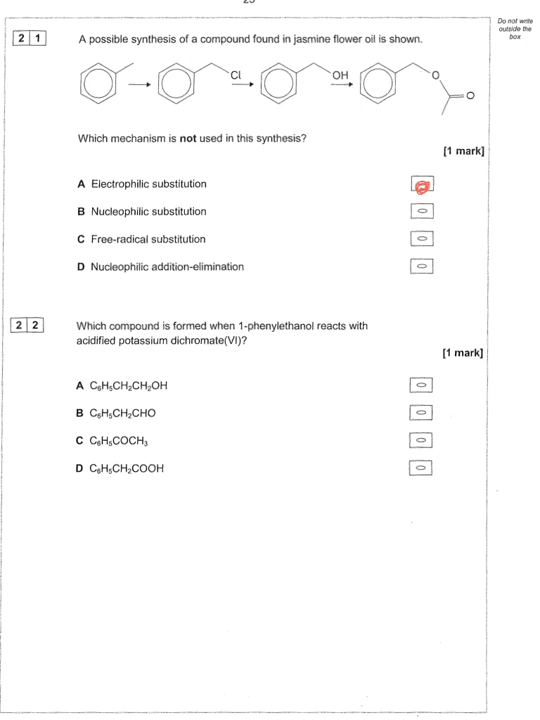 Do not write
outside the
box
2 1 A possible synthesis of a compound found in jasmine flower oil is shown.
Cl OH O O
Which mechanism is not used in this synthesis?
[1 mark]
A Electrophilic substitution
B Nucleophilic substitution
C Free-radical substitution
D Nucleophilic addition-elimination
2 2 Which compound is formed when 1-phenylethanol reacts with
acidified potassium dichromate(VI)?
[1 mark]
A C₆H₅CH₂CH₂OH
B C₆H₅CH₂CHO
C C₆H₅COCH₃
D C₆H₅CH₂COOH